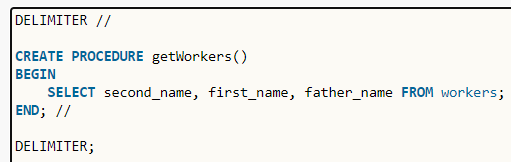 DELIMITER //
CREATE PROCEDURE getWorkers()
BEGIN
SELECT second_name, first_name, father_name FROM workers;
END; //
DELIMITER;